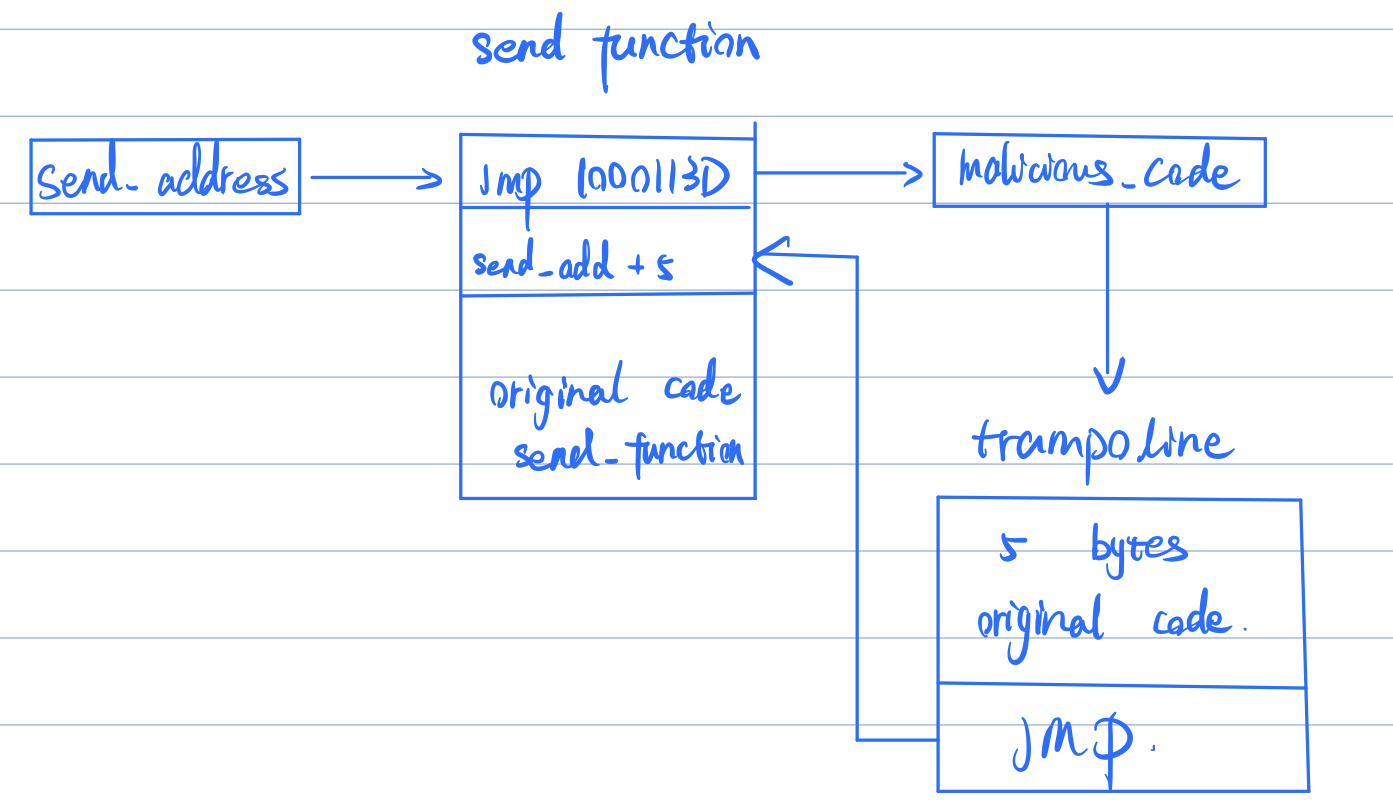 send function
Send_address
Jmp 1000113D
malicious_code
send_add + 5
original code
send_function
trampoline
5 bytes
original code.
JMP.